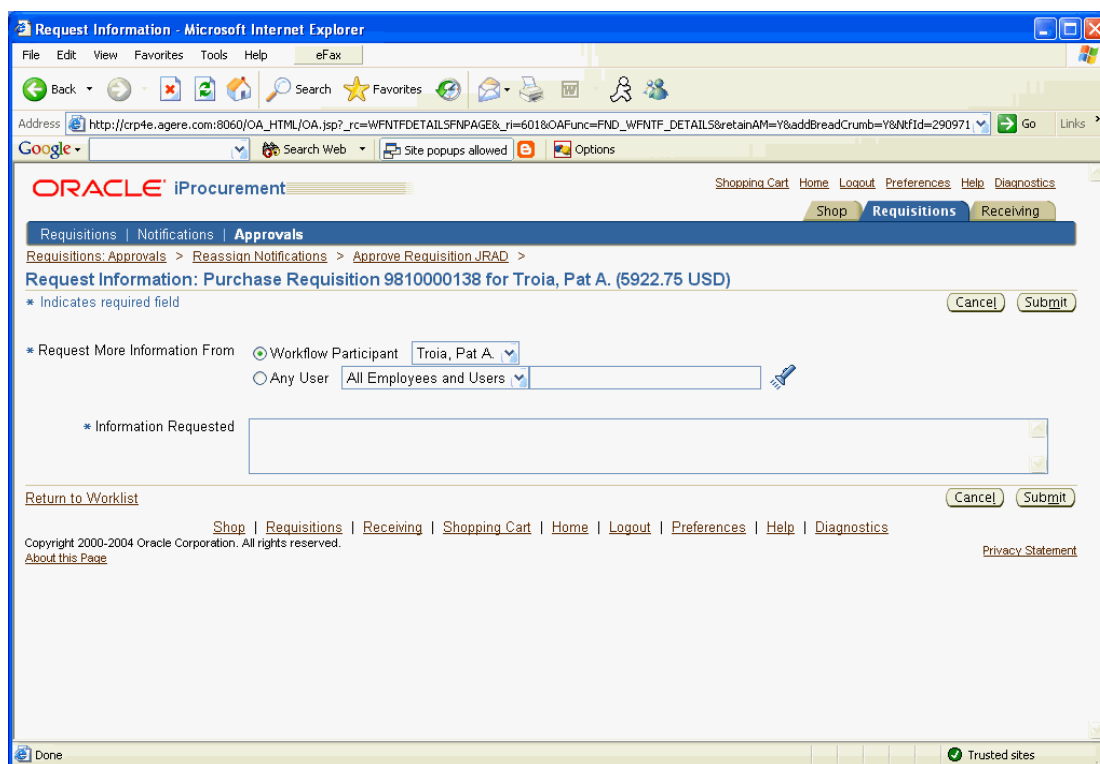 Request Information - Microsoft Internet Explorer
File Edit View Favorites Tools Help eFax
Back Search Favorites
Address http://crp4e.agere.com:8060/OA_HTML/OA.jsp?_rc=WFNTFDETAILSFNPAGE&_ri=601&OAFunc=FND_WFNTF_DETAILS&retainAM=Y&addBreadCrumb=Y&NtfId=290971 Go Links
Google Search Web Site popups allowed Options
ORACLE iProcurement
Shopping Cart Home Logout Preferences Help Diagnostics
Shop Requisitions Receiving
Requisitions | Notifications | Approvals
Requisitions: Approvals > Reassign Notifications > Approve Requisition JRAD >
Request Information: Purchase Requisition 9810000138 for Troia, Pat A. (5922.75 USD)
* Indicates required field Cancel Submit
* Request More Information From Workflow Participant Troia, Pat A.
Any User All Employees and Users
* Information Requested
Return to Worklist Cancel Submit
Shop | Requisitions | Receiving | Shopping Cart | Home | Logout | Preferences | Help | Diagnostics
Copyright 2000-2004 Oracle Corporation. All rights reserved.
About this Page Privacy Statement
Done Trusted sites